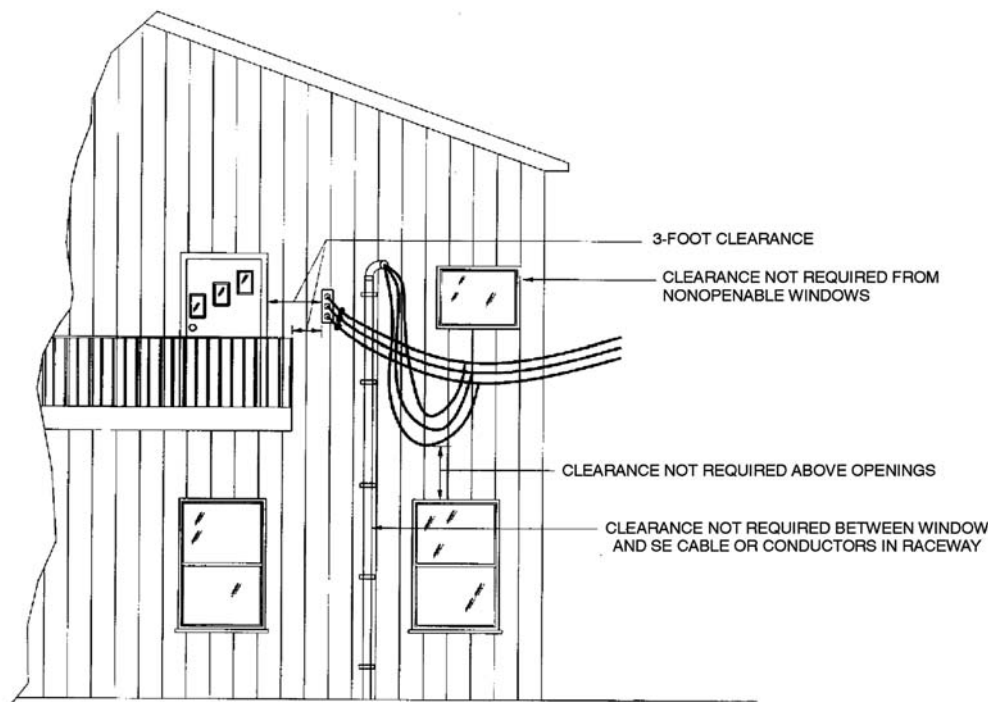 3-FOOT CLEARANCE
CLEARANCE NOT REQUIRED FROM
NONOPENABLE WINDOWS
CLEARANCE NOT REQUIRED ABOVE OPENINGS
CLEARANCE NOT REQUIRED BETWEEN WINDOW
AND SE CABLE OR CONDUCTORS IN RACEWAY